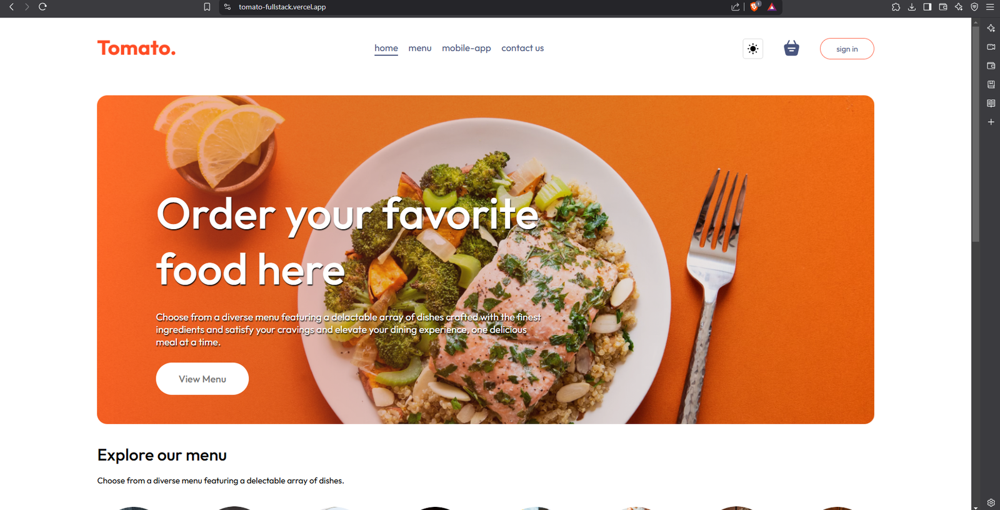 tomato-fullstack.vercel.app
1
Tomato.
home menu mobile-app contact us
sign in
Order your favorite
food here
Choose from a diverse menu featuring a delactable array of dishes crafted with the finest
ingredients and satisfy your cravings and elevate your dining experience, one delicious
meal at a time.
View Menu
Explore our menu
Choose from a diverse menu featuring a delectable array of dishes.